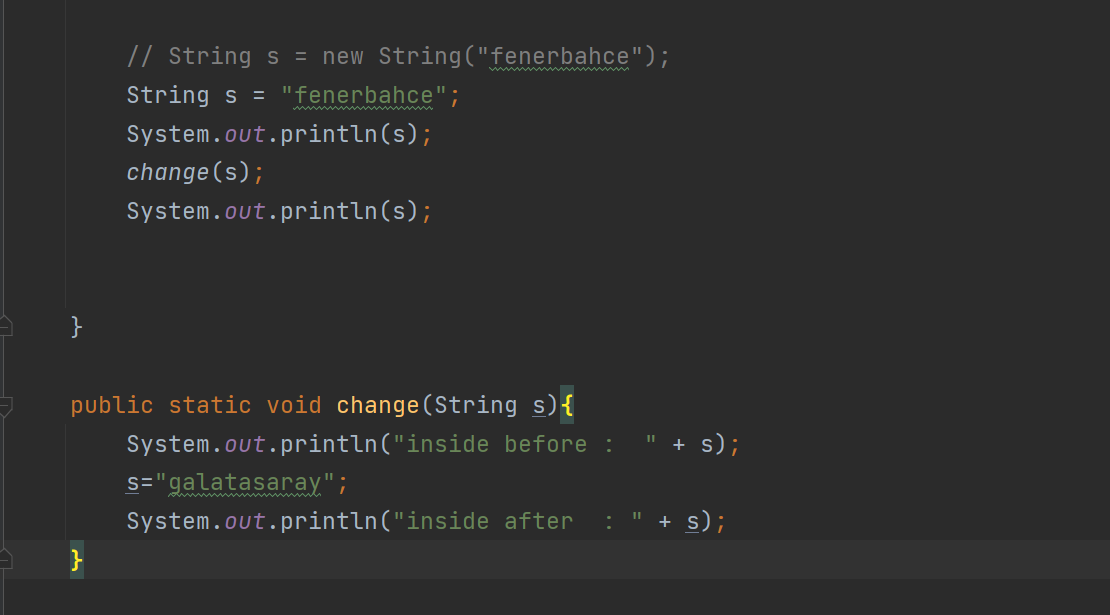 // String s = new String("fenerbahce");
String s = "fenerbahce";
System.out.println(s);
change(s);
System.out.println(s);
}
public static void change(String s){
System.out.println("inside before :  " + s);
s="galatasaray";
System.out.println("inside after  : " + s);
}